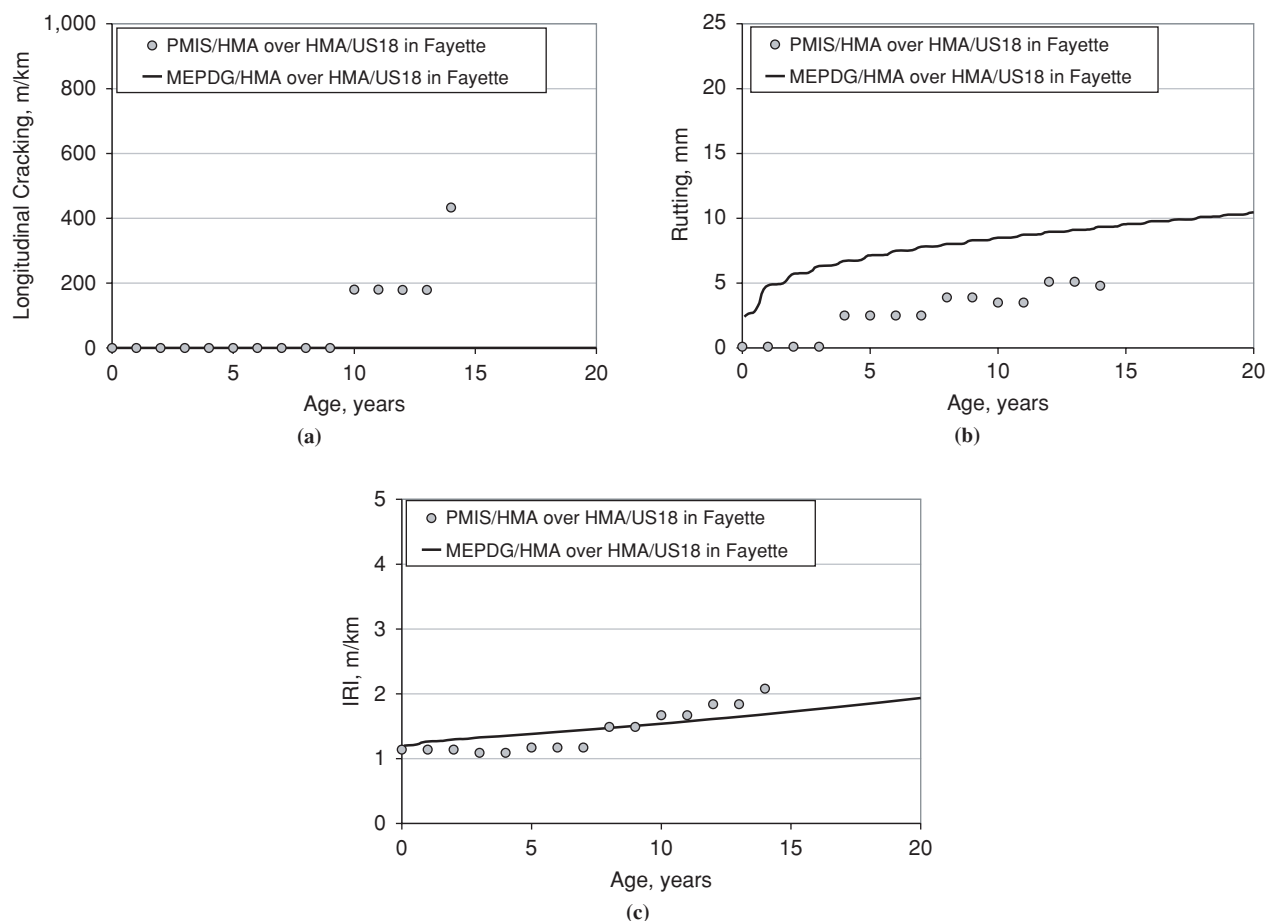 1,000
800
600
400
200
0
Longitudinal Cracking, m/km
PMIS/HMA over HMA/US18 in Fayette
MEPDG/HMA over HMA/US18 in Fayette
0 5 10 15 20
Age, years
(a)
25
20
15
10
5
0
Rutting, mm
PMIS/HMA over HMA/US18 in Fayette
MEPDG/HMA over HMA/US18 in Fayette
0 5 10 15 20
Age, years
(b)
5
4
3
2
1
0
IRI, m/km
PMIS/HMA over HMA/US18 in Fayette
MEPDG/HMA over HMA/US18 in Fayette
0 5 10 15 20
Age, years
(c)